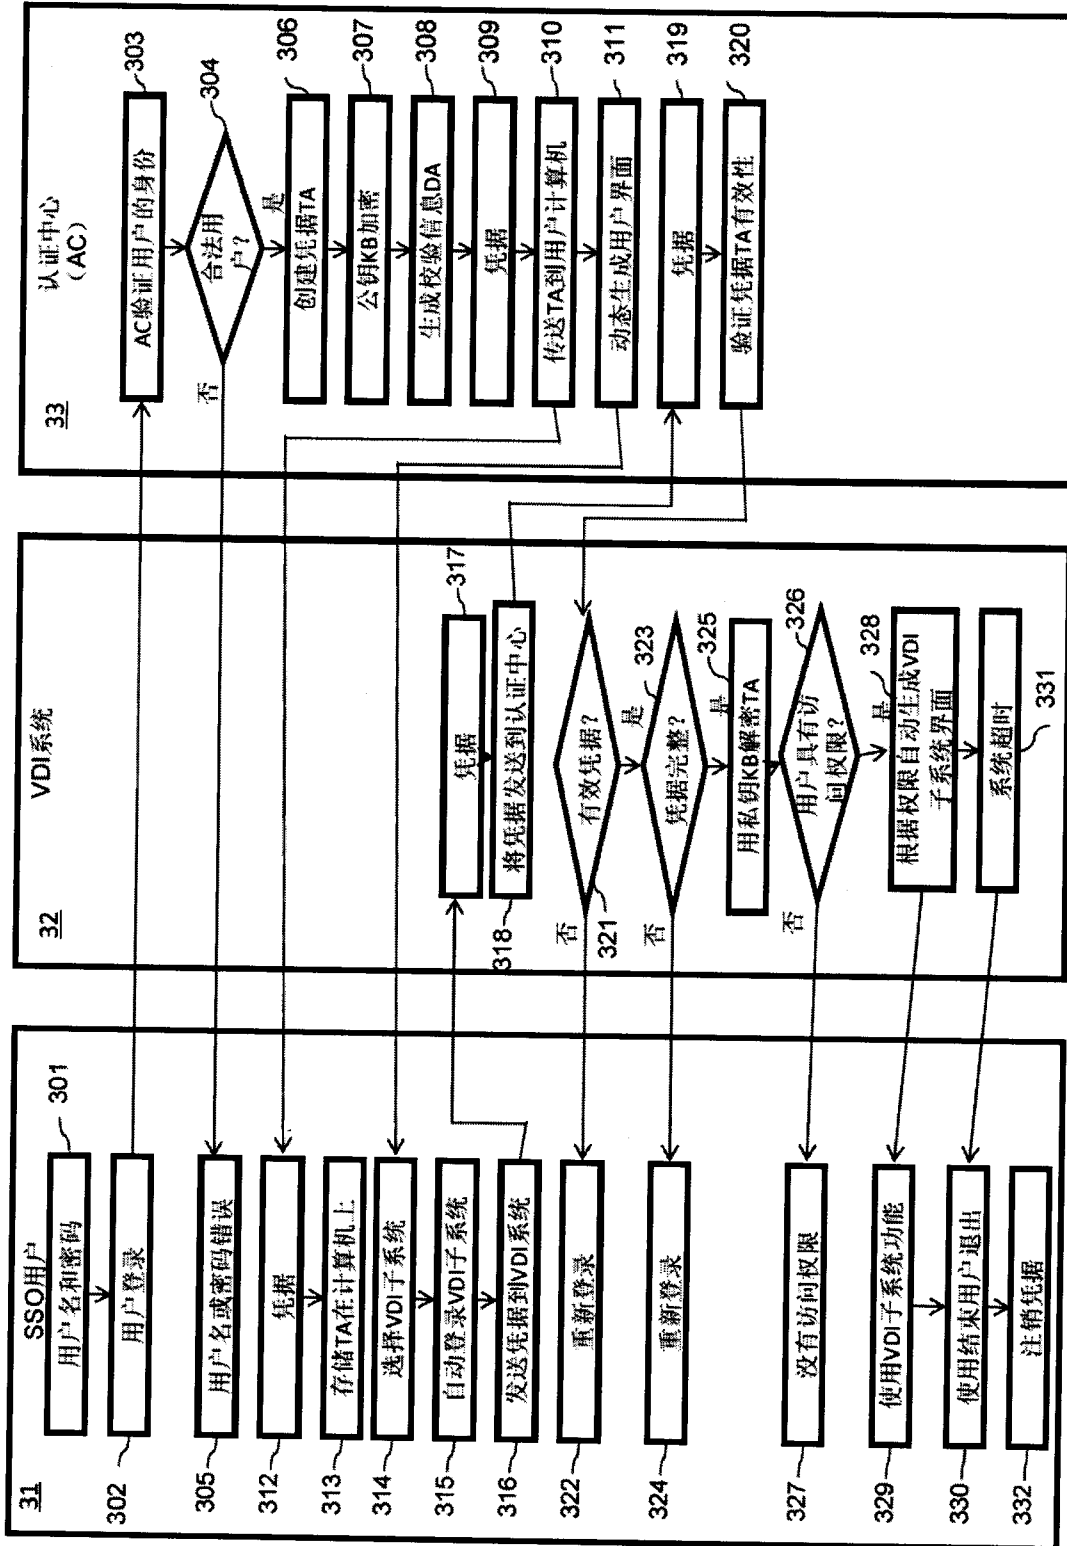 SSO用户
31
用户名和密码
301
用户登录
302
用户名或密码错误
305
凭据
312
存储TA在计算机上
313
选择VDI子系统
314
自动登录VDI子系统
315
发送凭据到VDI系统
316
重新登录
322
重新登录
324
没有访问权限
327
使用VDI子系统功能
329
使用结束用户退出
330
注销凭据
332
VDI系统
32
凭据
317
将凭据发送到认证中心
318
有效凭据?
321
否
是
凭据完整?
323
否
是
用私钥KB解密TA
325
用户具有访
问权限?
326
否
是
根据权限自动生成VDI
子系统界面
328
系统超时
331
认证中心
(AC)
33
AC验证用户的身份
303
合法用
户?
304
否
是
创建凭据TA
306
公钥KB加密
307
生成校验信息DA
308
凭据
309
传送TA到用户计算机
310
动态生成用户界面
311
凭据
319
验证凭据TA有效性
320